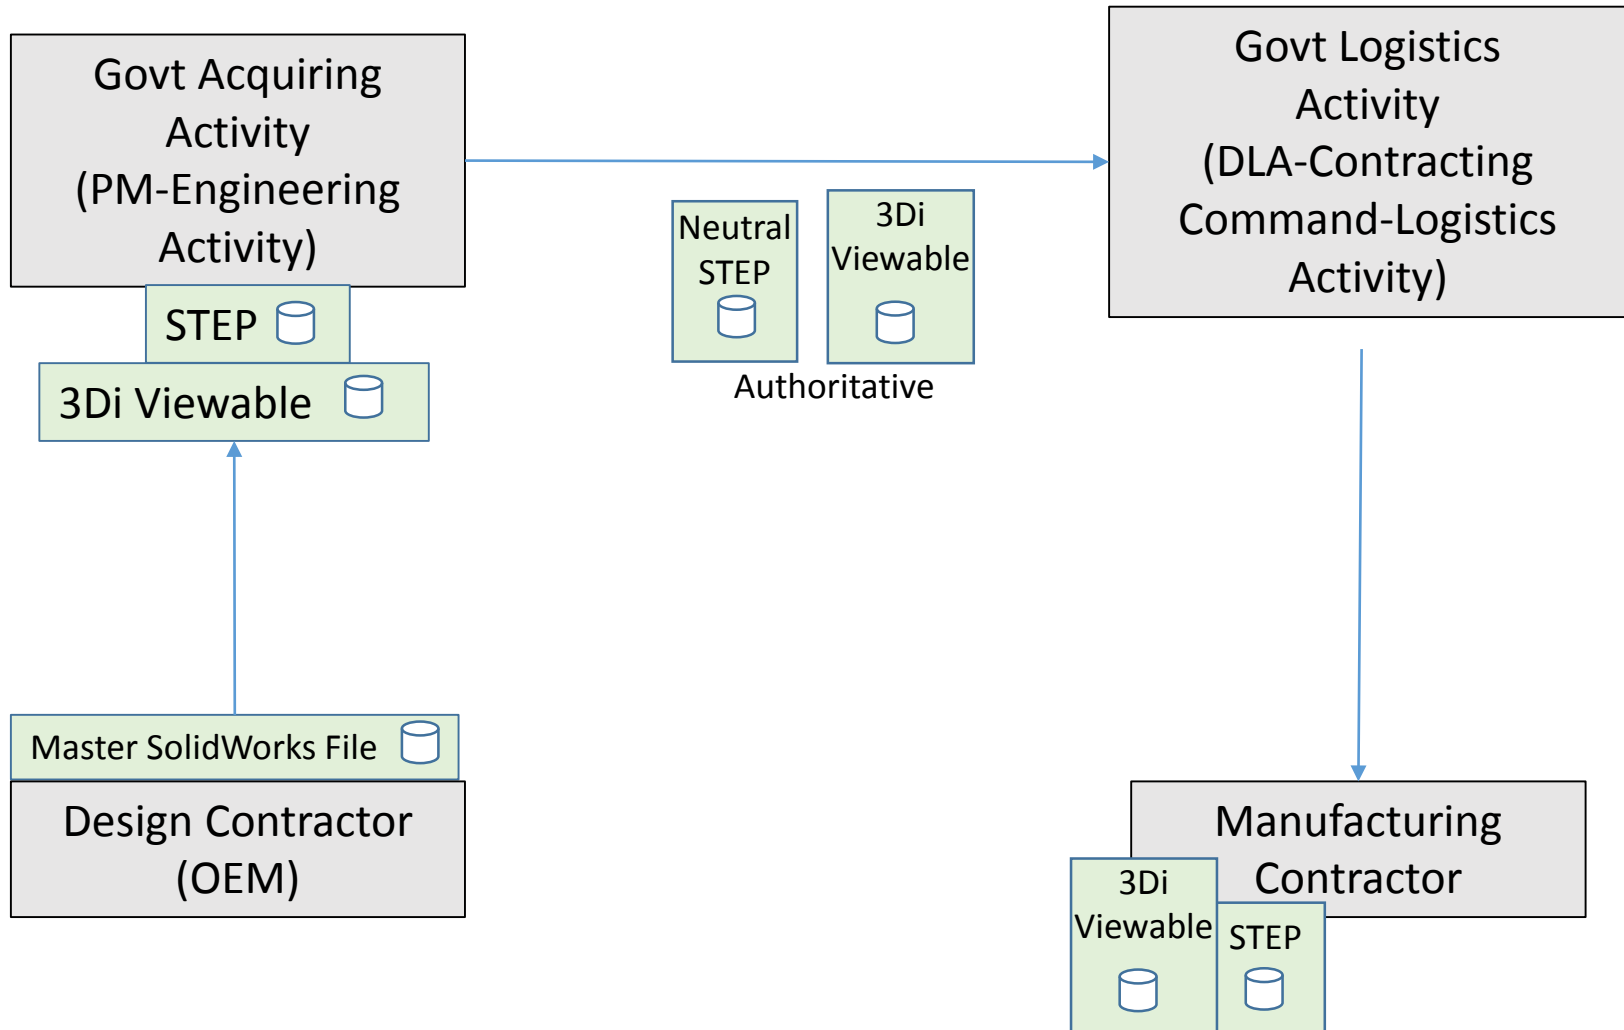 Govt Acquiring
Activity
(PM-Engineering
Activity)
STEP
3Di Viewable
Neutral
STEP
3Di
Viewable
Authoritative
Govt Logistics
Activity
(DLA-Contracting
Command-Logistics
Activity)
Master SolidWorks File
Design Contractor
(OEM)
Manufacturing
Contractor
3Di
Viewable
STEP